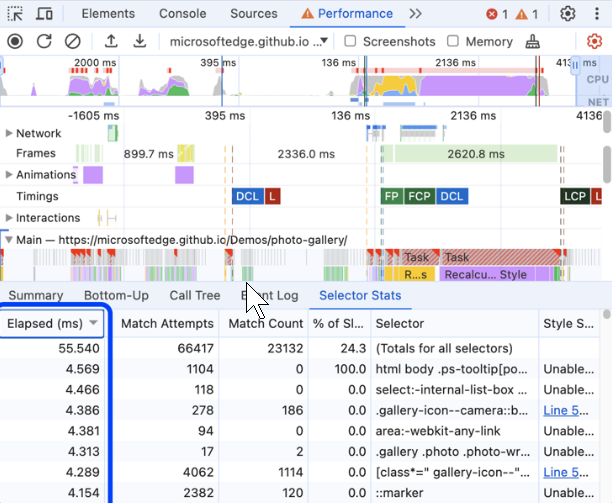 Elements Console Sources Performance >> 1 1
microsoftedge.github.io ...▼ Screenshots Memory
2000 ms 395 ms 136 ms 2136 ms 413
CPU
NET
-1605 ms 395 ms 136 ms 2136 ms 4136
Network
Frames 899.7 ms 2336.0 ms 2620.8 ms
Animations
Timings DCL L FP FCP DCL LCP L
Interactions
Main — https://microsoftedge.github.io/Demos/photo-gallery/
Task Task
R...s Recalcu... Style
Summary Bottom-Up Call Tree Event Log Selector Stats
Elapsed (ms) Match Attempts Match Count % of Sl... Selector Style S...
55.540 66417 23132 24.3 (Totals for all selectors)
4.569 1104 0 100.0 html body .ps-tooltip[po... Unable...
4.466 118 0 0.0 select:-internal-list-box ... Unable...
4.386 278 186 0.0 .gallery-icon--camera::b... Line 5...
4.381 94 0 0.0 area:-webkit-any-link Unable...
4.313 17 2 0.0 .gallery .photo .photo-wr... Unable...
4.289 4062 1114 0.0 [class*=" gallery-icon--"... Line 5...
4.154 2382 120 0.0 ::marker Unable...